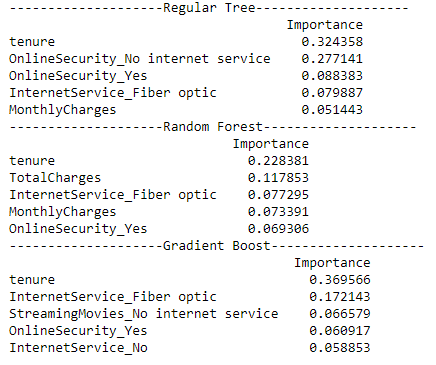 --------------------Regular Tree--------------------
Importance
tenure 0.324358
OnlineSecurity_No internet service 0.277141
OnlineSecurity_Yes 0.088383
InternetService_Fiber optic 0.079887
MonthlyCharges 0.051443
--------------------Random Forest--------------------
Importance
tenure 0.228381
TotalCharges 0.117853
InternetService_Fiber optic 0.077295
MonthlyCharges 0.073391
OnlineSecurity_Yes 0.069306
--------------------Gradient Boost--------------------
Importance
tenure 0.369566
InternetService_Fiber optic 0.172143
StreamingMovies_No internet service 0.066579
OnlineSecurity_Yes 0.060917
InternetService_No 0.058853